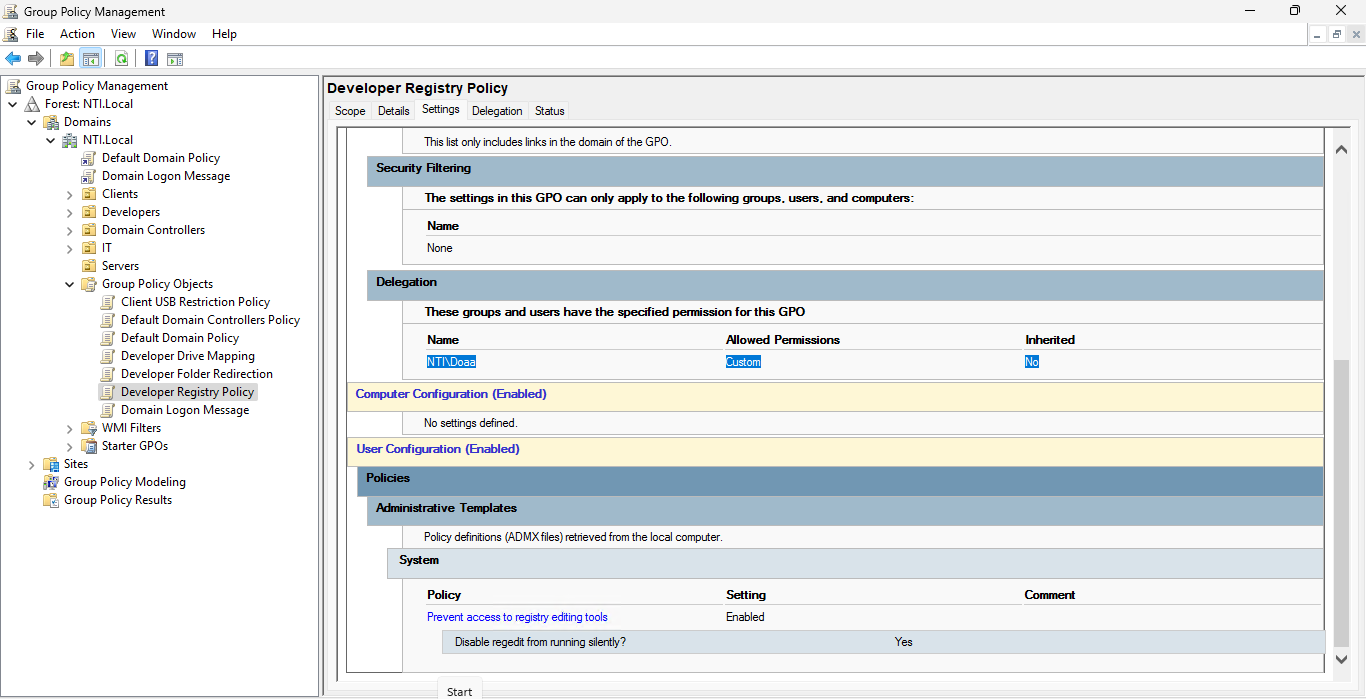 Group Policy Management
File Action View Window Help
Group Policy Management
Forest: NTI.Local
Domains
NTI.Local
Default Domain Policy
Domain Logon Message
Clients
Developers
Domain Controllers
IT
Servers
Group Policy Objects
Client USB Restriction Policy
Default Domain Controllers Policy
Default Domain Policy
Developer Drive Mapping
Developer Folder Redirection
Developer Registry Policy
Domain Logon Message
WMI Filters
Starter GPOs
Sites
Group Policy Modeling
Group Policy Results
Developer Registry Policy
Scope Details Settings Delegation Status
This list only includes links in the domain of the GPO.
Security Filtering
The settings in this GPO can only apply to the following groups, users, and computers:
Name
None
Delegation
These groups and users have the specified permission for this GPO
Name Allowed Permissions Inherited
NTI\Doaa Custom No
Computer Configuration (Enabled)
No settings defined.
User Configuration (Enabled)
Policies
Administrative Templates
Policy definitions (ADMX files) retrieved from the local computer.
System
Policy Setting Comment
Prevent access to registry editing tools Enabled
Disable regedit from running silently? Yes
Start